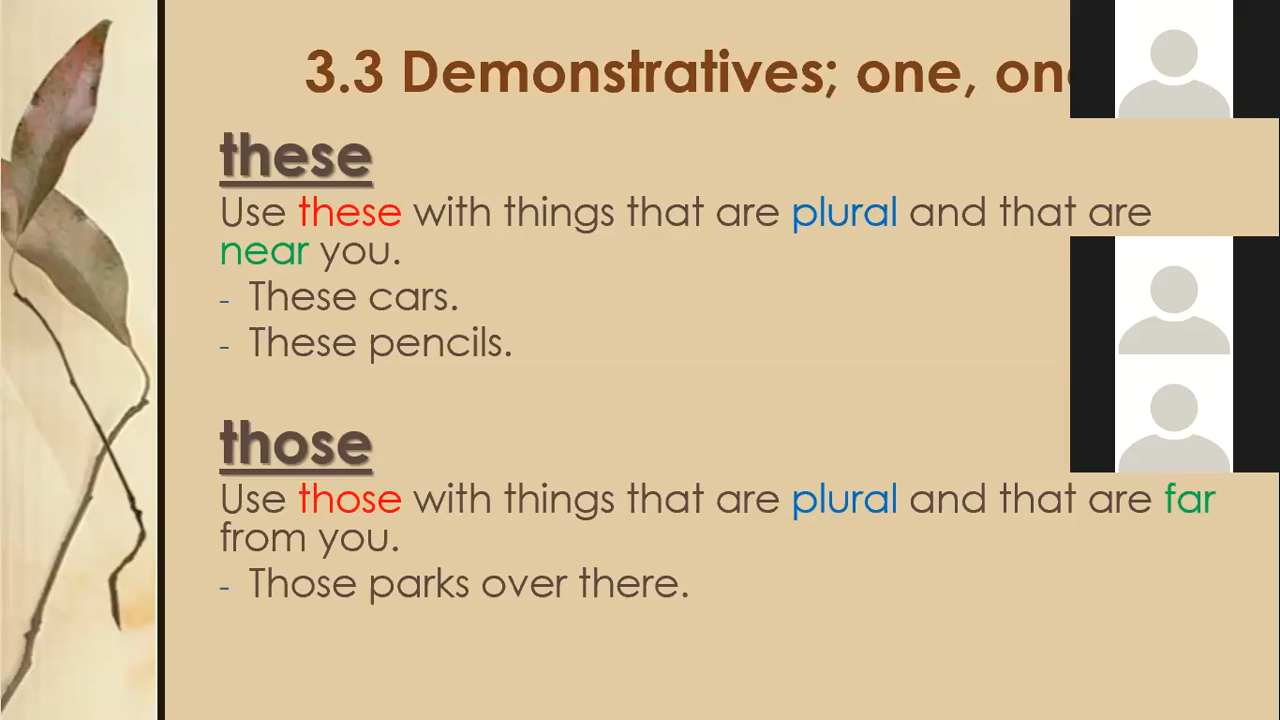 3.3 Demonstratives; one, on
these
Use these with things that are plural and that are
near you.
- These cars.
- These pencils.
those
Use those with things that are plural and that are far
from you.
- Those parks over there.